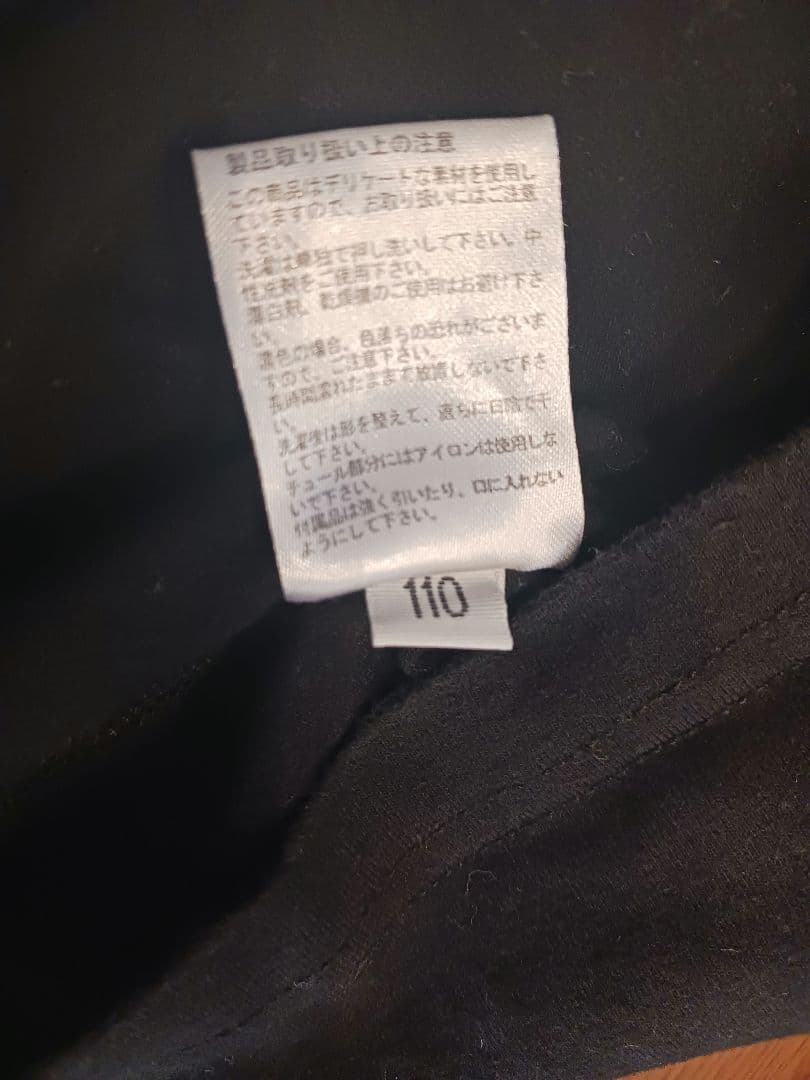 製品取り扱い上の注意
この商品はデリケートな素材を使用し
ていますので、お取り扱いにはご注意
下さい。
洗濯は単独で押し洗いして下さい。中
性洗剤をご使用下さい。
蛍白剤、乾燥機のご使用はお避け下さ
い。
濃色の場合、色落ちの恐れがございま
すので、ご注意下さい。
長時間濡れたままで放置しないで下さ
い。
洗濯後は形を整えて、直ちに日陰で干
して下さい。
チュール部分にはアイロンは使用しな
いで下さい。
付属品は強く引いたり、口に入れない
ようにして下さい。
110